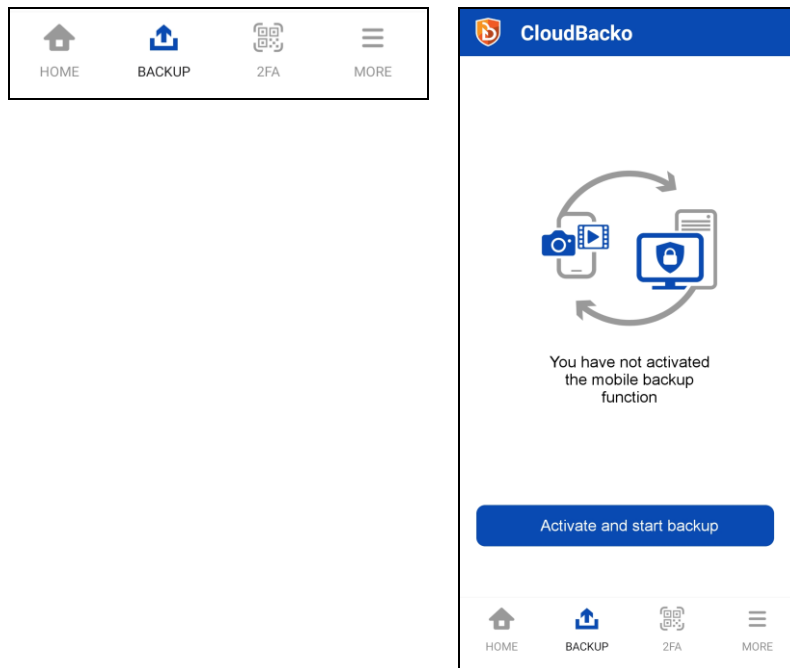 HOME BACKUP 2FA MORE
CloudBacko
You have not activated
the mobile backup
function
Activate and start backup
HOME BACKUP 2FA MORE